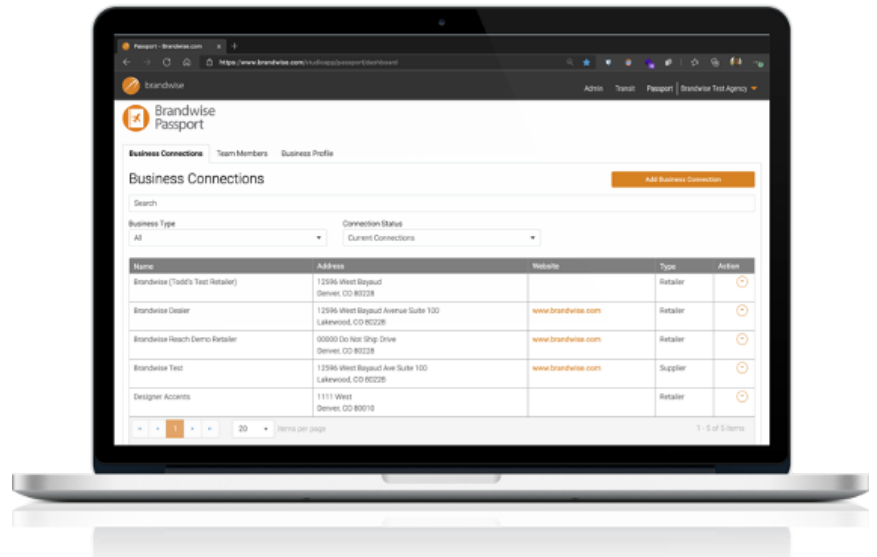 Passport - Brandwise.com
https://www.brandwise.com/studioapp/passport/dashboard
brandwise
Admin Transit Passport Brandwise Test Agency
Brandwise
Passport
Business Connections Team Members Business Profile
Business Connections
Add Business Connection
Search
Business Type Connection Status
All Current Connections
Name Address Website Type Action
Brandwise (Todd's Test Retailer) 12596 West Bayaud Retailer
Denver, CO 80228
Brandwise Dealer 12596 West Bayaud Avenue Suite 100 www.brandwise.com Retailer
Lakewood, CO 80228
Brandwise Reach Demo Retailer 00000 Do Not Ship Drive www.brandwise.com Retailer
Denver, CO 80228
Brandwise Test 12596 West Bayaud Ave Suite 100 www.brandwise.com Supplier
Lakewood, CO 80228
Designer Accents 1111 West Retailer
Denver, CO 80010
1 20 items per page 1 - 5 of 5 items